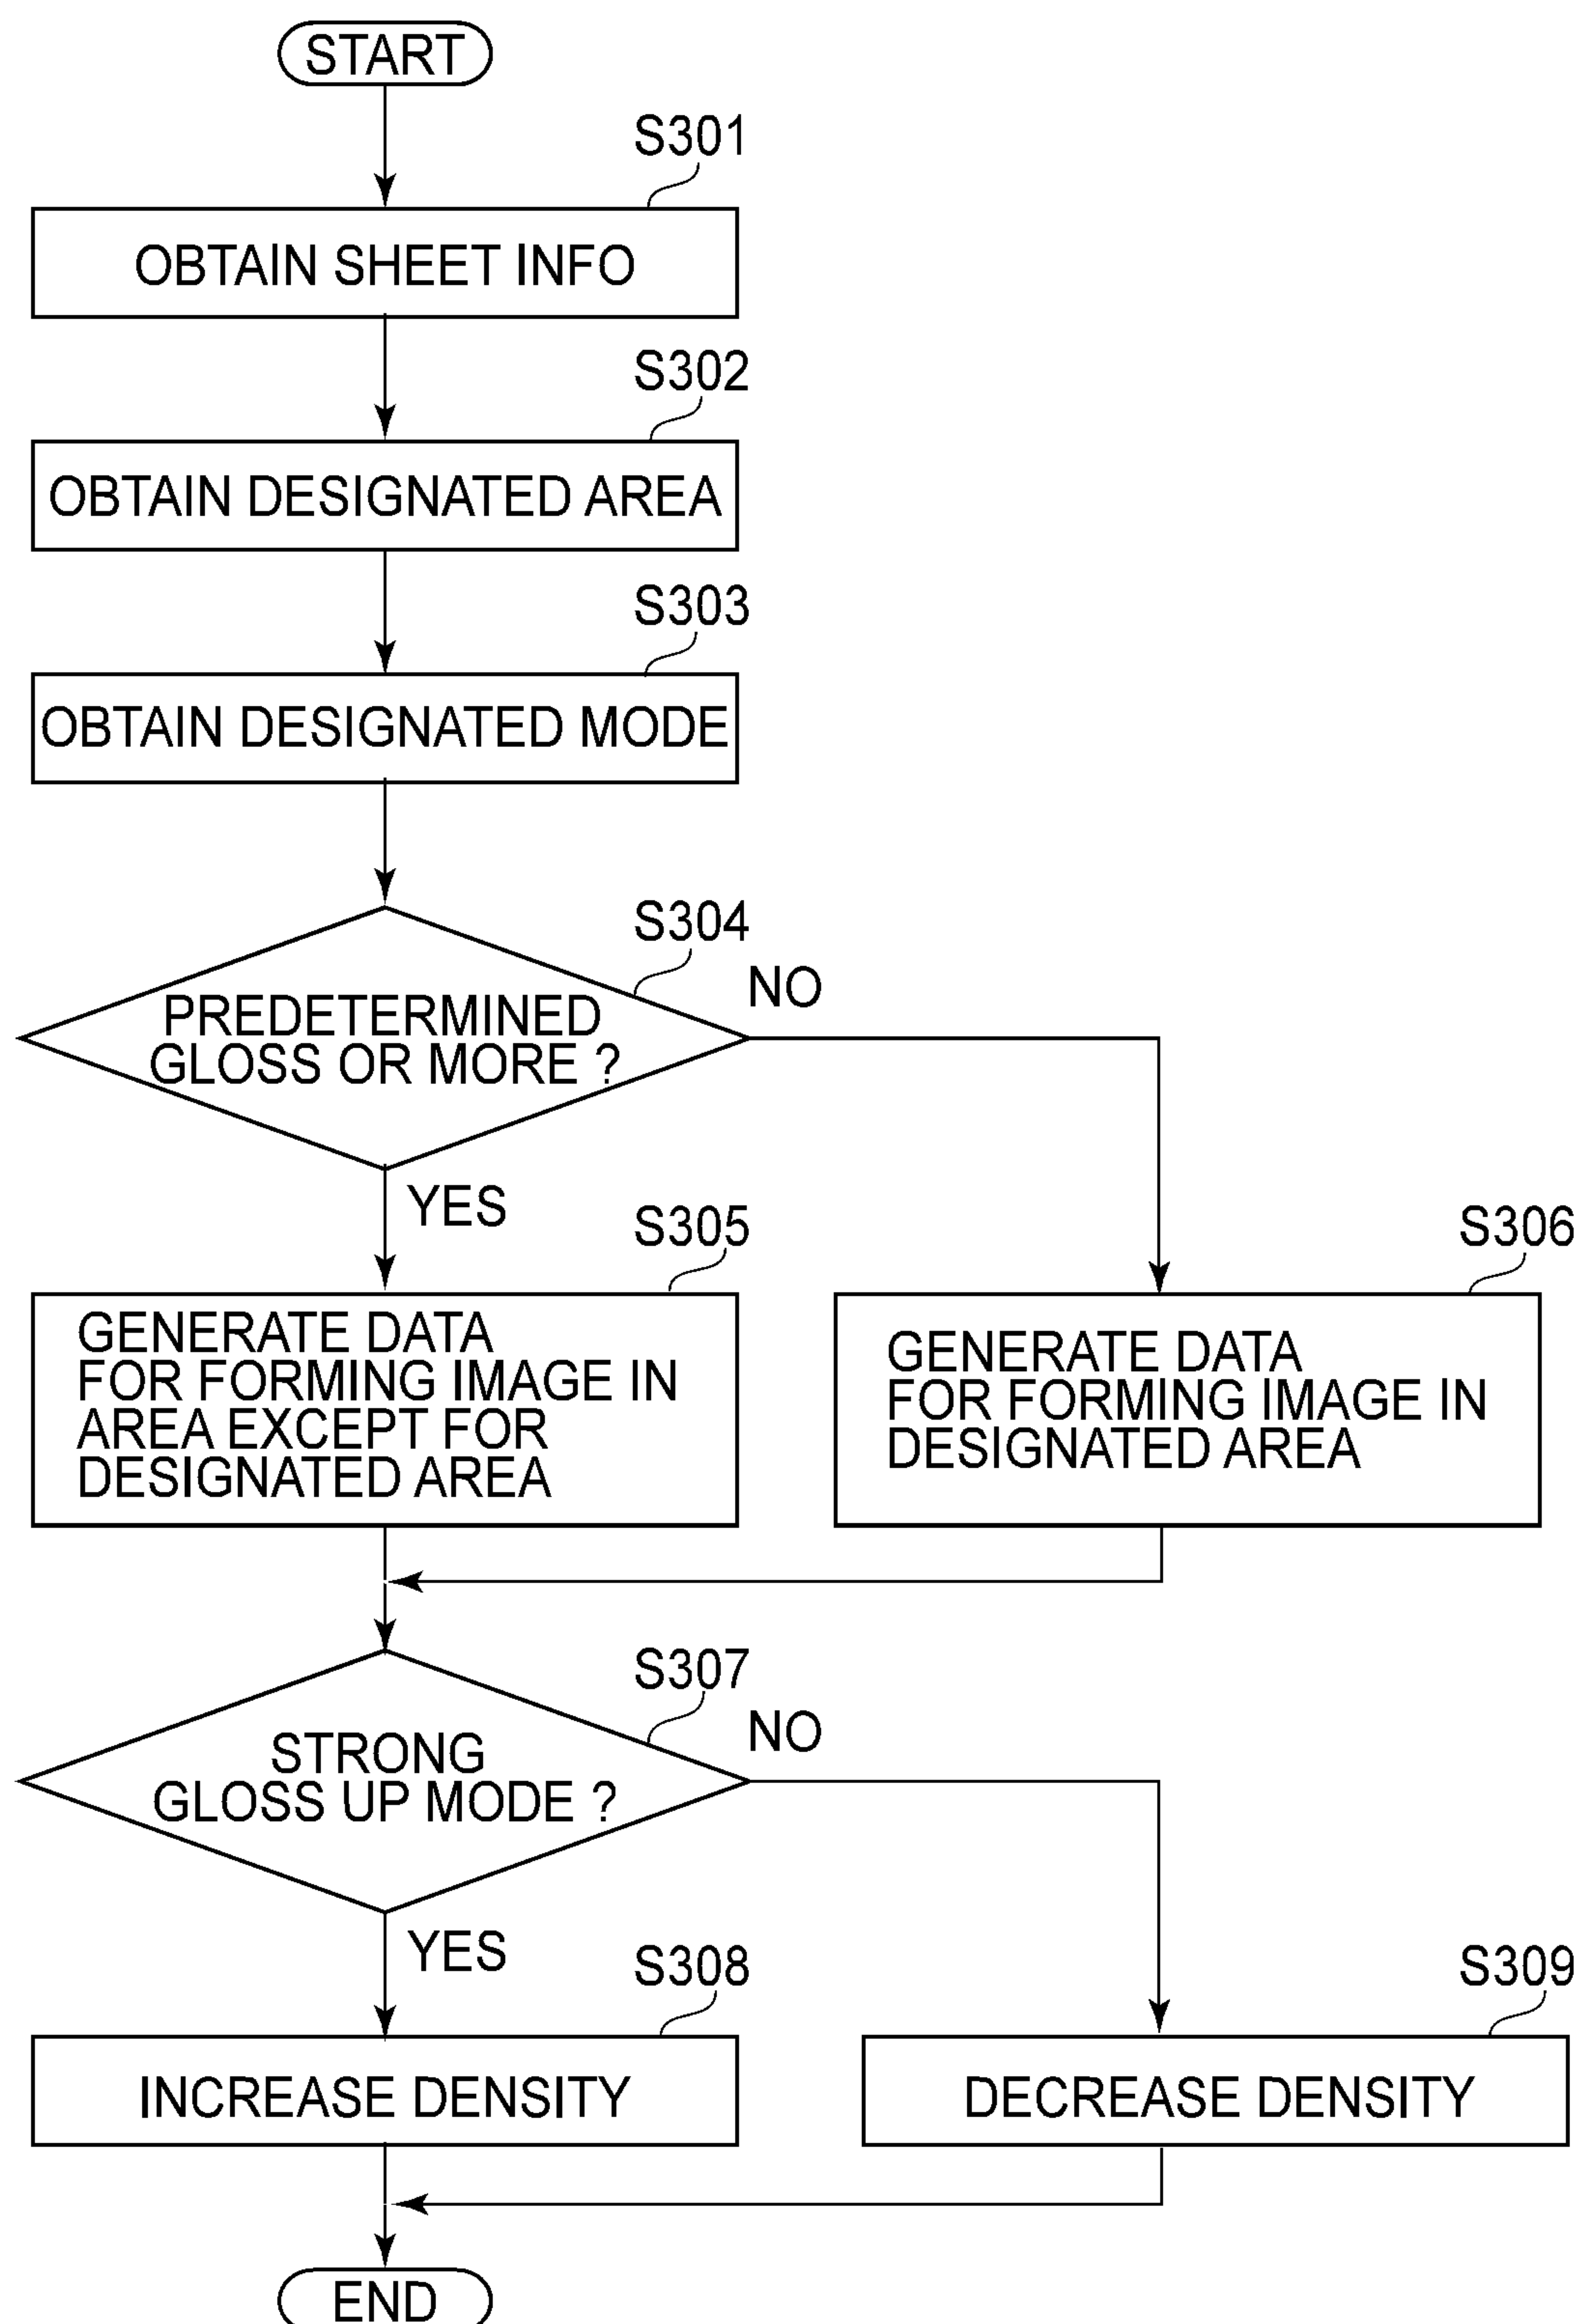 START
S301
OBTAIN SHEET INFO
S302
OBTAIN DESIGNATED AREA
S303
OBTAIN DESIGNATED MODE
S304
NO
PREDETERMINED
GLOSS OR MORE ?
YES
S305
GENERATE DATA
FOR FORMING IMAGE IN
AREA EXCEPT FOR
DESIGNATED AREA
S306
GENERATE DATA
FOR FORMING IMAGE IN
DESIGNATED AREA
S307
NO
STRONG
GLOSS UP MODE ?
YES
S308
INCREASE DENSITY
S309
DECREASE DENSITY
END